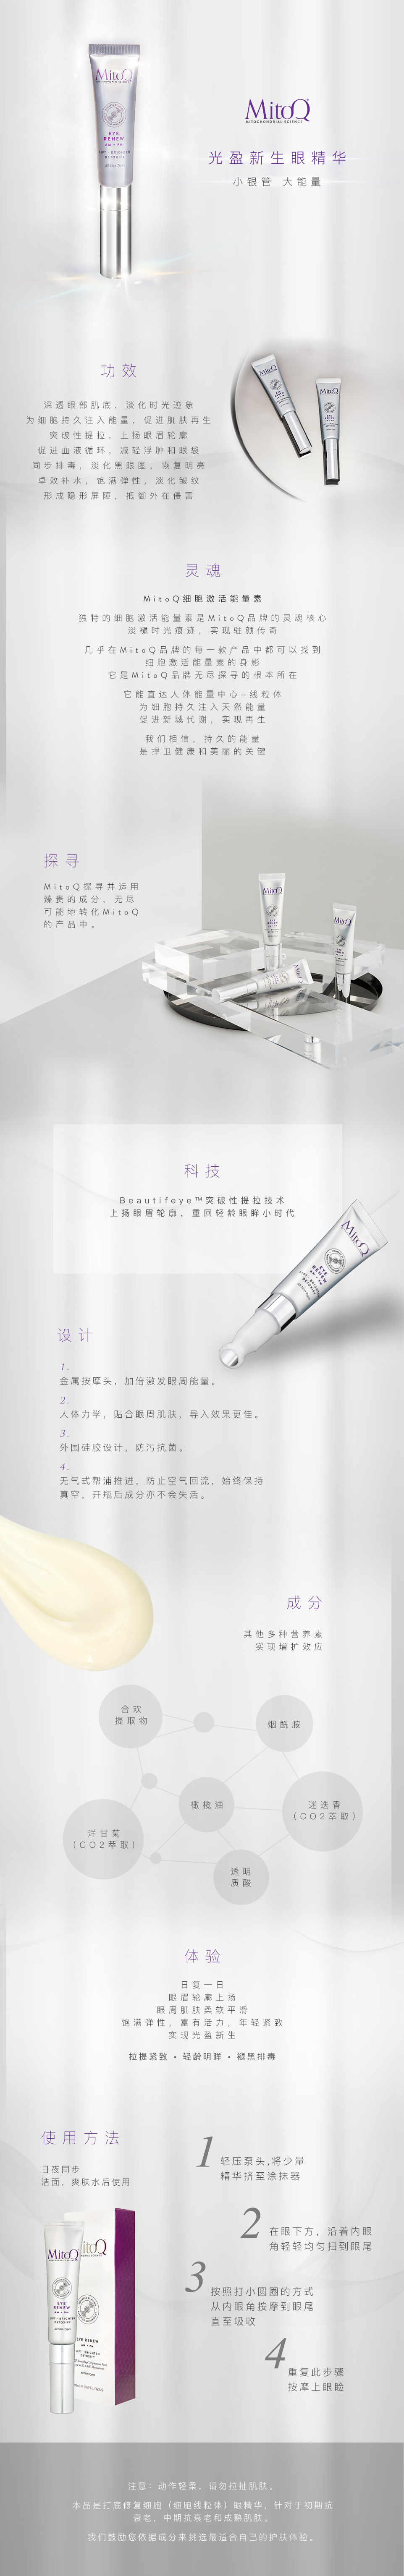 MitoQ
MITOCHONDRIAL SCIENCE
EYE
RENEW
AM + PM
MitoQ
MITOCHONDRIAL SCIENCE
光盈新生眼精华
小银管 大能量
功效
深透眼部肌底，淡化时光迹象
为细胞持久注入能量，促进肌肤再生
突破性提拉，上扬眼眉轮廓
促进血液循环，减轻浮肿和眼袋
同步排毒，淡化黑眼圈，恢复明亮
卓效补水，饱满弹性，淡化皱纹
形成隐形屏障，抵御外在侵害
MitoQ
MitoQ
灵魂
MitoQ细胞激活能量素
独特的细胞激活能量素是MitoQ品牌的灵魂核心
淡褪时光痕迹，实现驻颜传奇
几乎在MitoQ品牌的每一款产品中都可以找到
细胞激活能量素的身影
它是MitoQ品牌无尽探寻的根本所在
它能直达人体能量中心–线粒体
为细胞持久注入天然能量
促进新城代谢，实现再生
我们相信，持久的能量
是捍卫健康和美丽的关键
探寻
MitoQ探寻并运用
臻贵的成分，无尽
可能地转化MitoQ
的产品中。
MitoQ
EYE
RENEW
MitoQ
EYE
RENEW
科技
Beautifeye™突破性提拉技术
上扬眼眉轮廓，重回轻龄眼眸小时代
MitoQ
EYE
RENEW
AM + PM
设计
1.
金属按摩头，加倍激发眼周能量。
2.
人体力学，贴合眼周肌肤，导入效果更佳。
3.
外围硅胶设计，防污抗菌。
4.
无气式帮浦推进，防止空气回流，始终保持
真空，开瓶后成分亦不会失活。
成分
其他多种营养素
实现增扩效应
合欢
提取物
烟酰胺
橄榄油
迷迭香
（CO2萃取）
洋甘菊
（CO2萃取）
透明
质酸
体验
日复一日
眼眉轮廓上扬
眼周肌肤柔软平滑
饱满弹性，富有活力，年轻紧致
实现光盈新生
拉提紧致 • 轻龄明眸 • 褪黑排毒
使用方法
日夜同步
洁面，爽肤水后使用
1
轻压泵头,将少量
精华挤至涂抹器
2
在眼下方，沿着内眼
角轻轻均匀扫到眼尾
3
按照打小圆圈的方式
从内眼角按摩到眼尾
直至吸收
4
重复此步骤
按摩上眼睑
MitoQ
EYE
RENEW
AM + PM
EYE RENEW
AM + PM
注意：动作轻柔，请勿拉扯肌肤。
本品是打底修复细胞（细胞线粒体）眼精华，针对于初期抗
衰老，中期抗衰老和成熟肌肤。
我们鼓励您依据成分来挑选最适合自己的护肤体验。